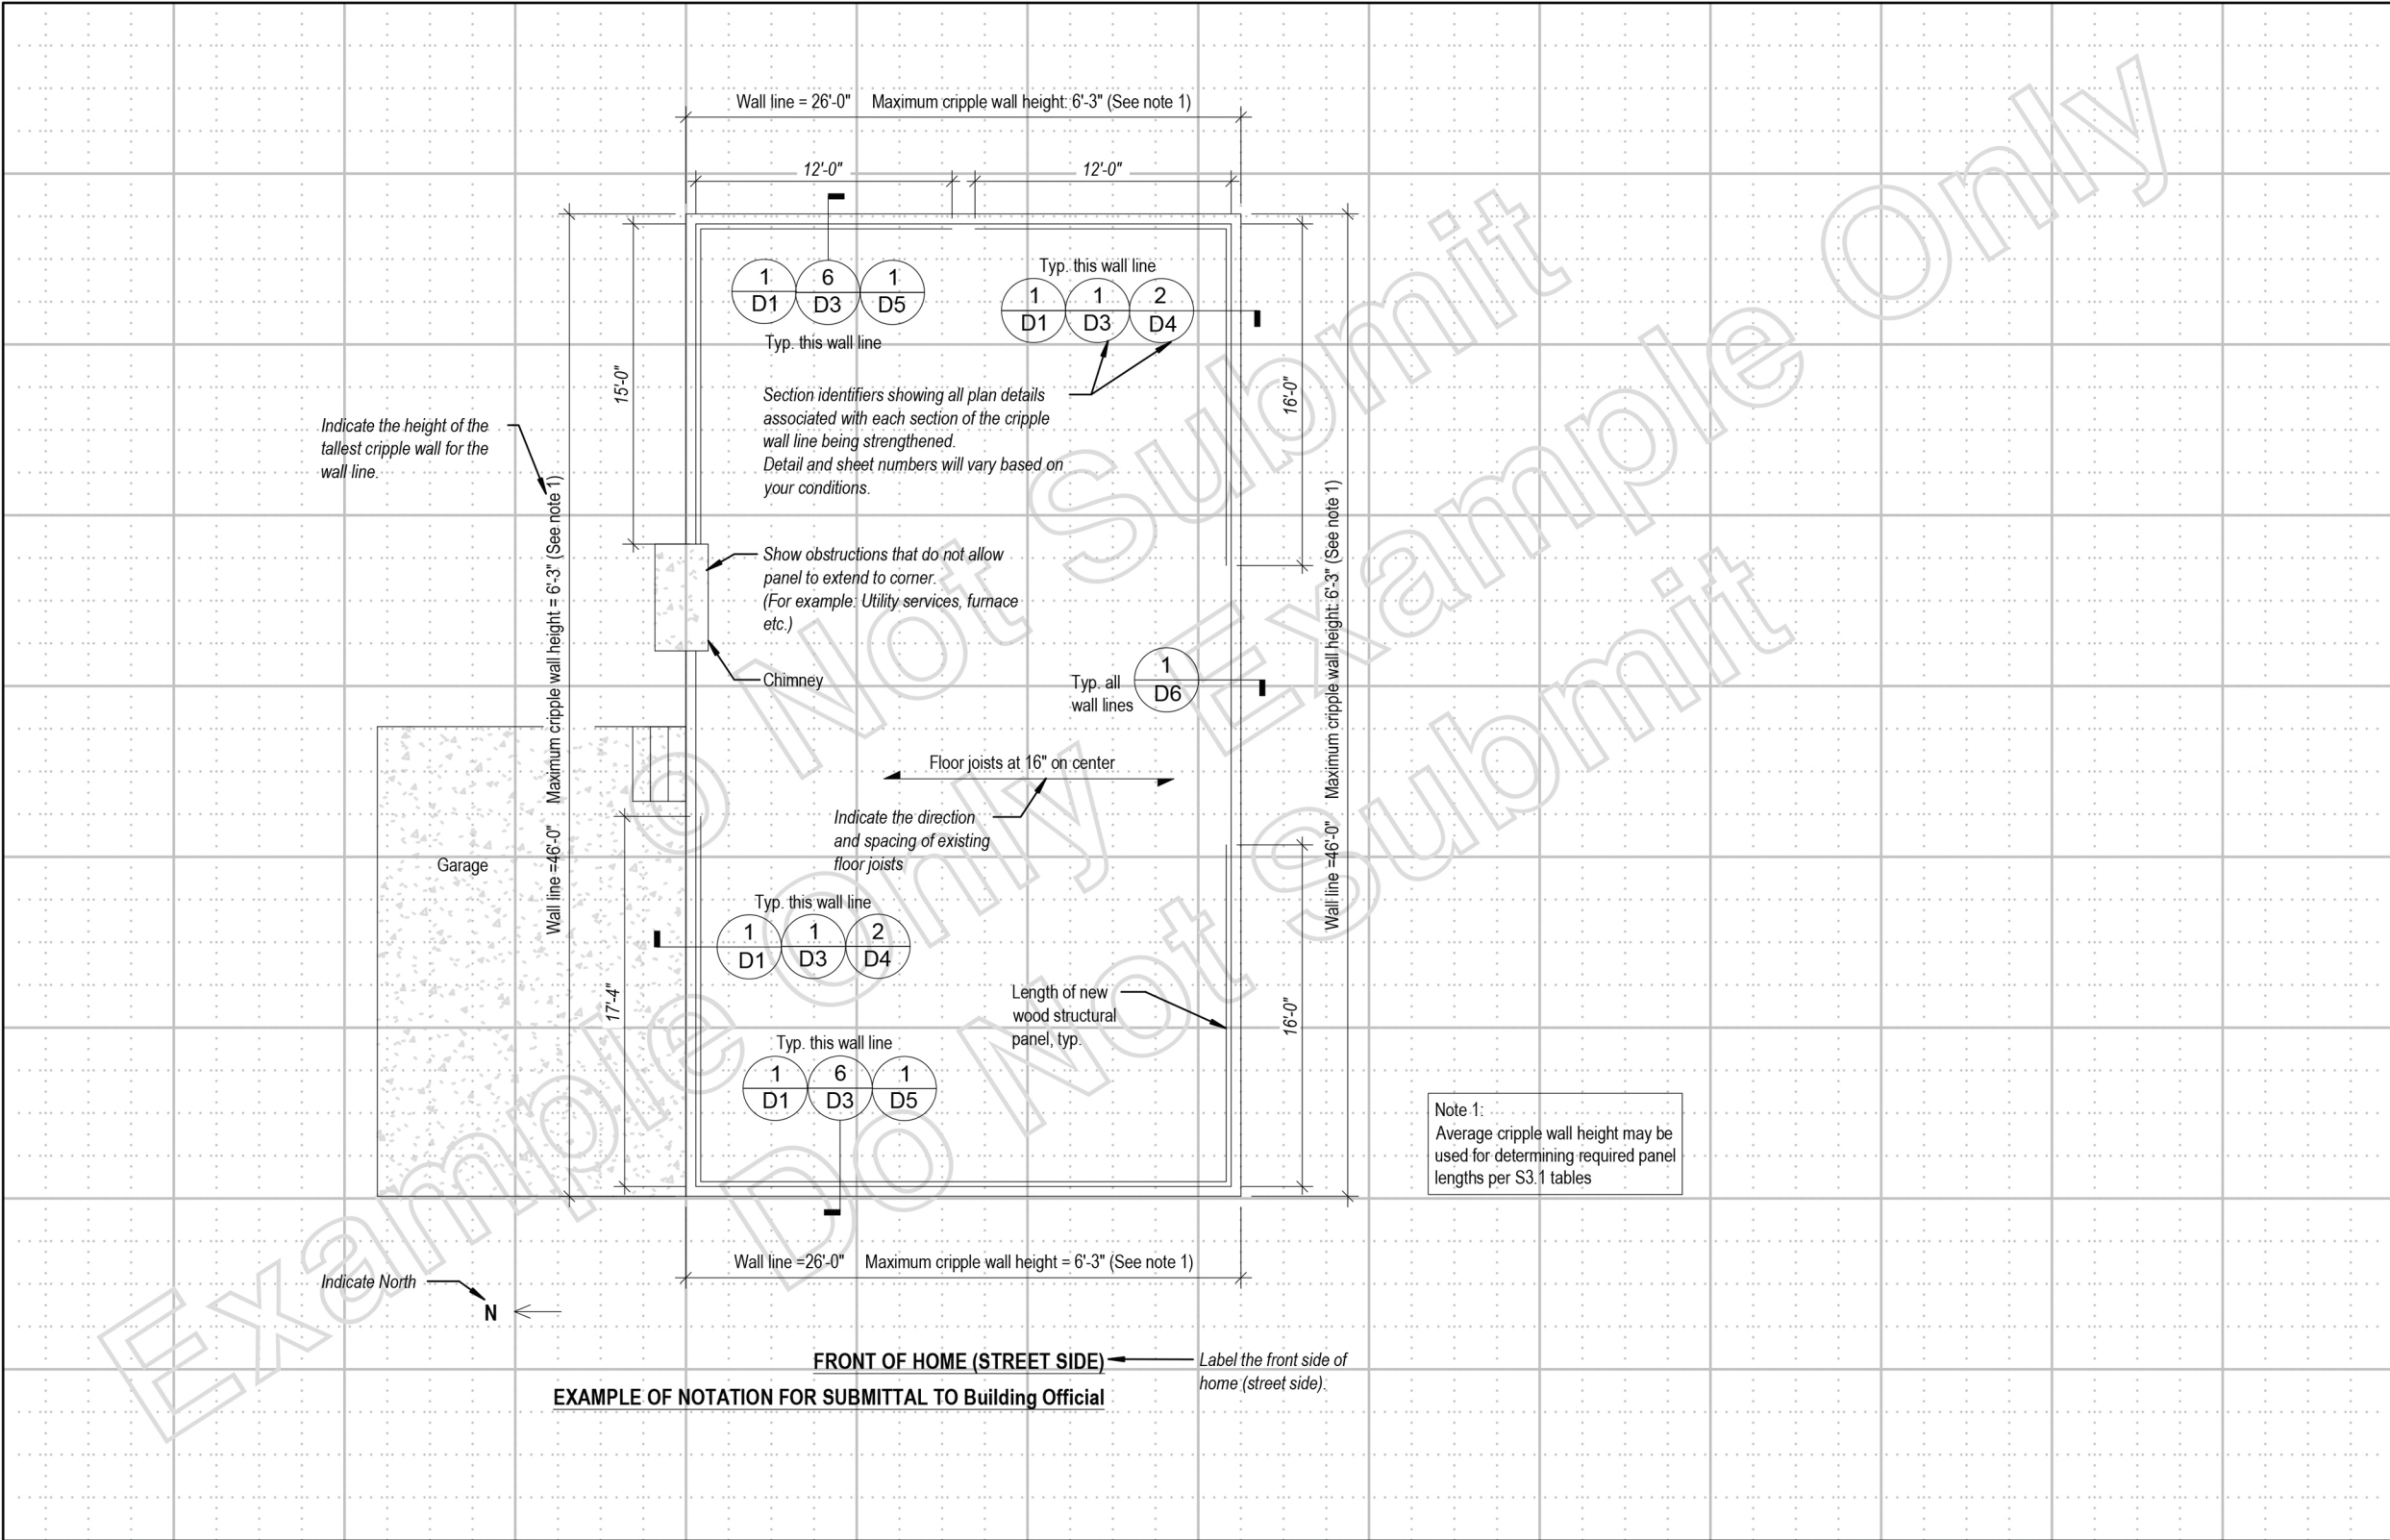 Wall line = 26'-0" Maximum cripple wall height: 6'-3" (See note 1)
12'-0" 12'-0"
1 6 1
D1 D3 D5
Typ. this wall line
Typ. this wall line
1 1 2
D1 D3 D4
15'-0"
16'-0"
Section identifiers showing all plan details
associated with each section of the cripple
wall line being strengthened.
Detail and sheet numbers will vary based on
your conditions.
Indicate the height of the
tallest cripple wall for the
wall line.
Wall line =46'-0" Maximum cripple wall height = 6'-3" (See note 1)
Show obstructions that do not allow
panel to extend to corner.
(For example: Utility services, furnace
etc.)
Chimney
Typ. all
wall lines
1
D6
Wall line =46'-0" Maximum cripple wall height: 6'-3" (See note 1)
Floor joists at 16" on center
Indicate the direction
and spacing of existing
floor joists
Garage
Typ. this wall line
1 1 2
D1 D3 D4
17'-4"
Length of new
wood structural
panel, typ.
16'-0"
Typ. this wall line
1 6 1
D1 D3 D5
Note 1:
Average cripple wall height may be
used for determining required panel
lengths per S3.1 tables
Wall line =26'-0" Maximum cripple wall height = 6'-3" (See note 1)
Indicate North
N
FRONT OF HOME (STREET SIDE)
Label the front side of
home (street side).
EXAMPLE OF NOTATION FOR SUBMITTAL TO Building Official
o Not Submit
Example Only
Example Only
Do Not Submit